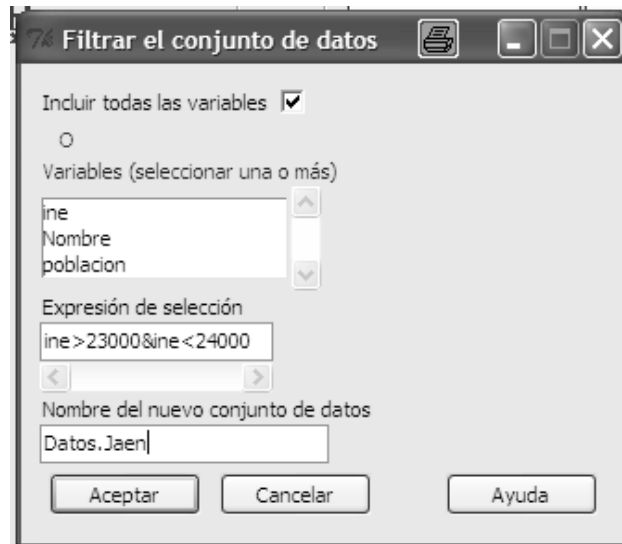 Filtrar el conjunto de datos
Incluir todas las variables
O
Variables (seleccionar una o más)
ine
Nombre
poblacion
Expresión de selección
ine>23000&ine<24000
Nombre del nuevo conjunto de datos
Datos.Jaen
Aceptar Cancelar Ayuda